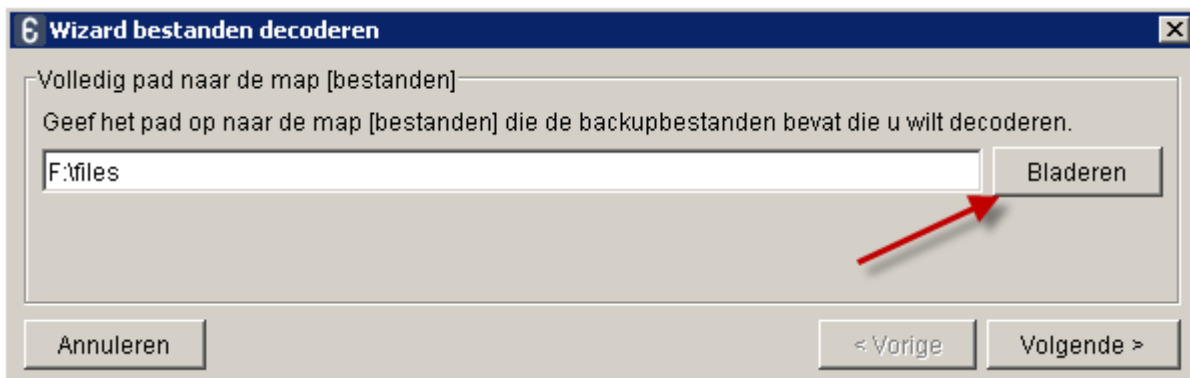 Wizard bestanden decoderen
Volledig pad naar de map [bestanden]
Geef het pad op naar de map [bestanden] die de backupbestanden bevat die u wilt decoderen.
F:\files
Bladeren
Annuleren
< Vorige
Volgende >